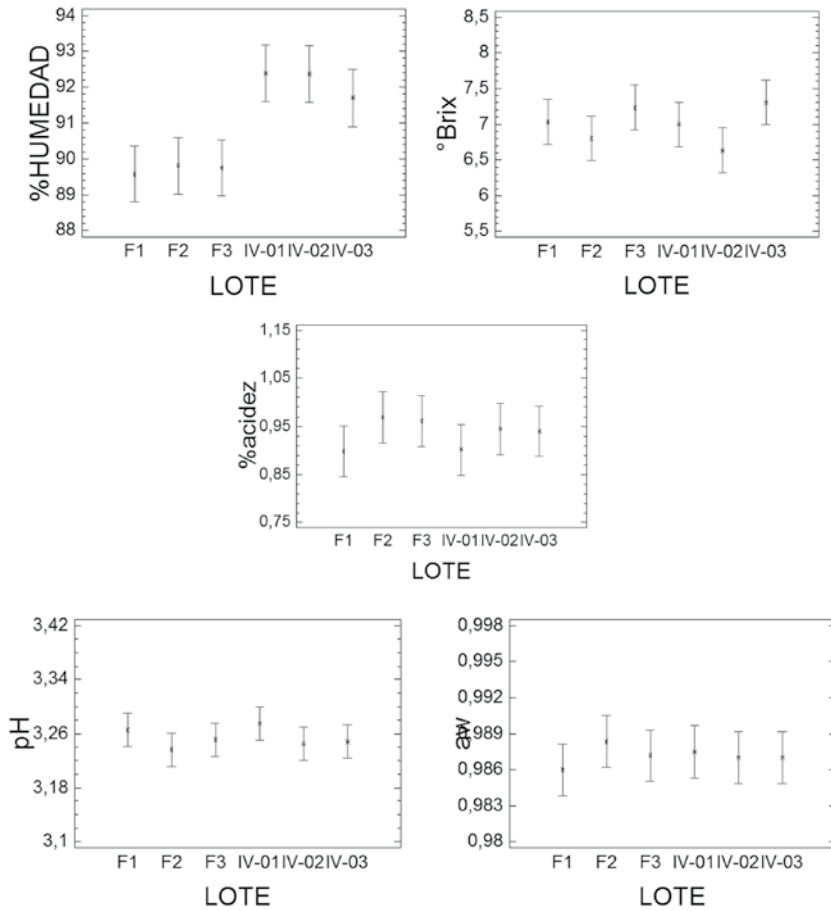 %HUMEDAD
94
93
92
91
90
89
88
F1 F2 F3 IV-01 IV-02 IV-03
LOTE
°Brix
8,5
8
7,5
7
6,5
6
5,5
F1 F2 F3 IV-01 IV-02 IV-03
LOTE
%acidez
1,15
1,05
0,95
0,85
0,75
F1 F2 F3 IV-01 IV-02 IV-03
LOTE
pH
3,42
3,34
3,26
3,18
3,1
F1 F2 F3 IV-01 IV-02 IV-03
LOTE
aw
0,998
0,995
0,992
0,989
0,986
0,983
0,98
F1 F2 F3 IV-01 IV-02 IV-03
LOTE